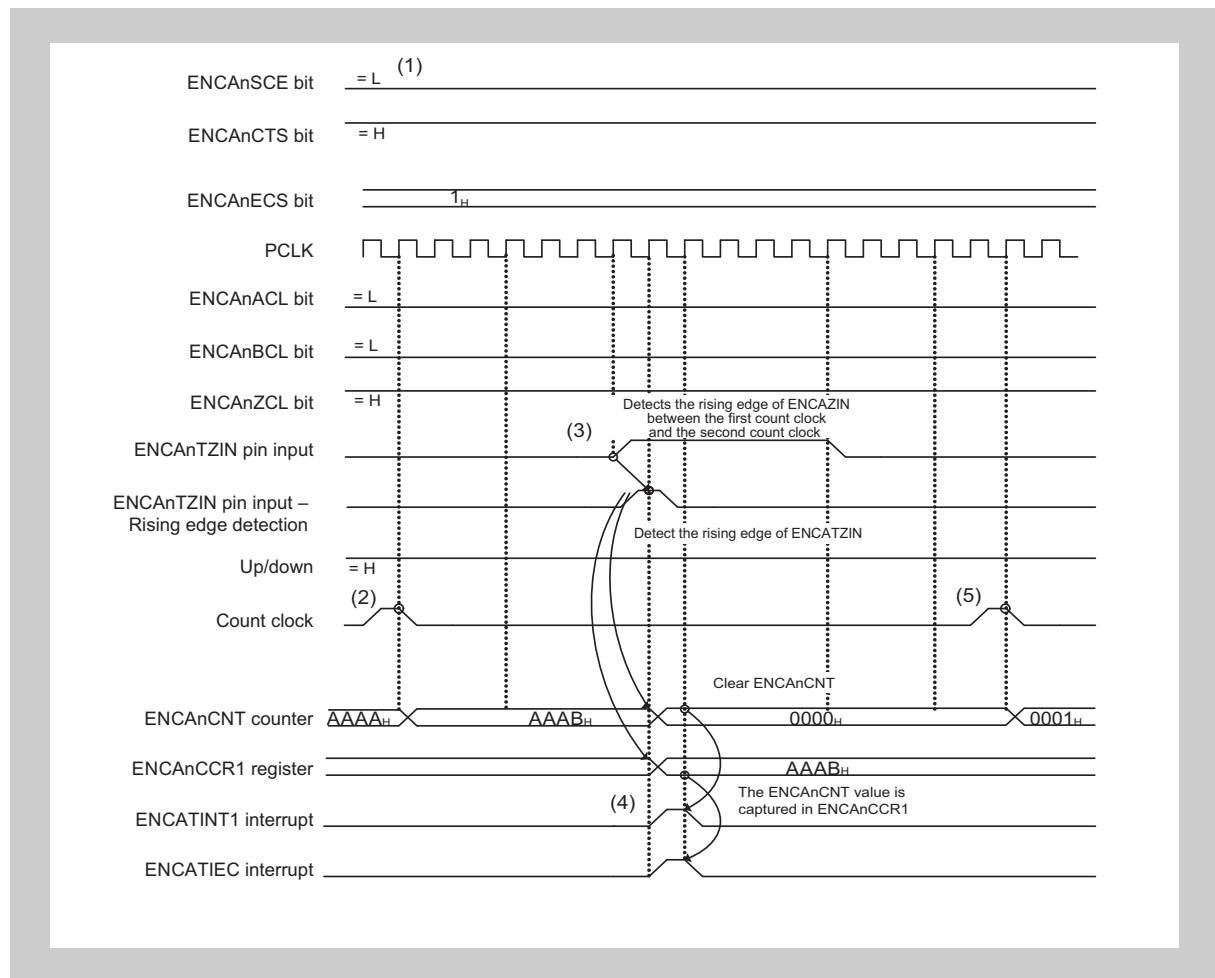 (1)
ENCAnSCE bit = L
ENCAnCTS bit = H
ENCAnECS bit 1H
PCLK
ENCAnACL bit = L
ENCAnBCL bit = L
ENCAnZCL bit = H
Detects the rising edge of ENCAZIN
between the first count clock
and the second count clock
(3)
ENCAnTZIN pin input
ENCAnTZIN pin input –
Rising edge detection
Detect the rising edge of ENCATZIN
Up/down = H
(2) (5)
Count clock
Clear ENCAnCNT
ENCAnCNT counter AAAAH AAABH 0000H 0001H
ENCAnCCR1 register AAABH
The ENCAnCNT value is
captured in ENCAnCCR1
(4)
ENCATINT1 interrupt
ENCATIEC interrupt